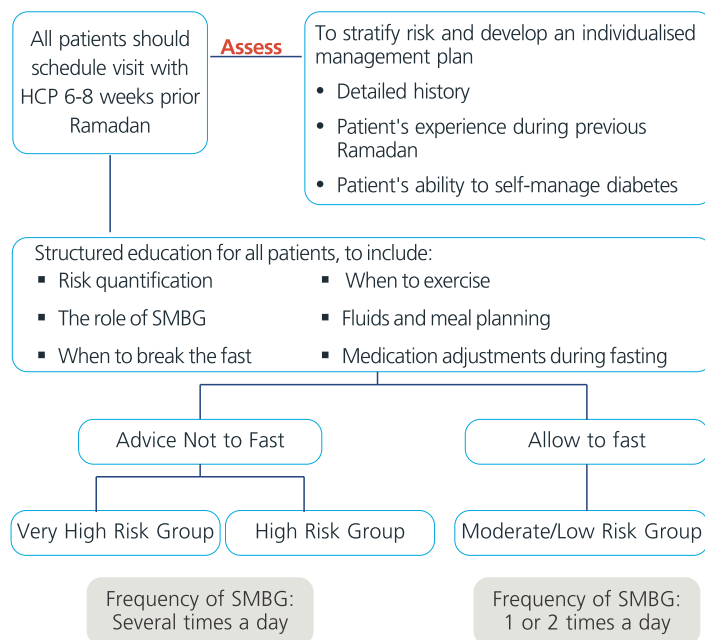 All patients should
schedule visit with
HCP 6-8 weeks prior
Ramadan
Assess
To stratify risk and develop an individualised
management plan
• Detailed history
• Patient's experience during previous
Ramadan
• Patient's ability to self-manage diabetes
Structured education for all patients, to include:
▪ Risk quantification
▪ The role of SMBG
▪ When to break the fast
▪ When to exercise
▪ Fluids and meal planning
▪ Medication adjustments during fasting
Advice Not to Fast
Allow to fast
Very High Risk Group
High Risk Group
Moderate/Low Risk Group
Frequency of SMBG:
Several times a day
Frequency of SMBG:
1 or 2 times a day